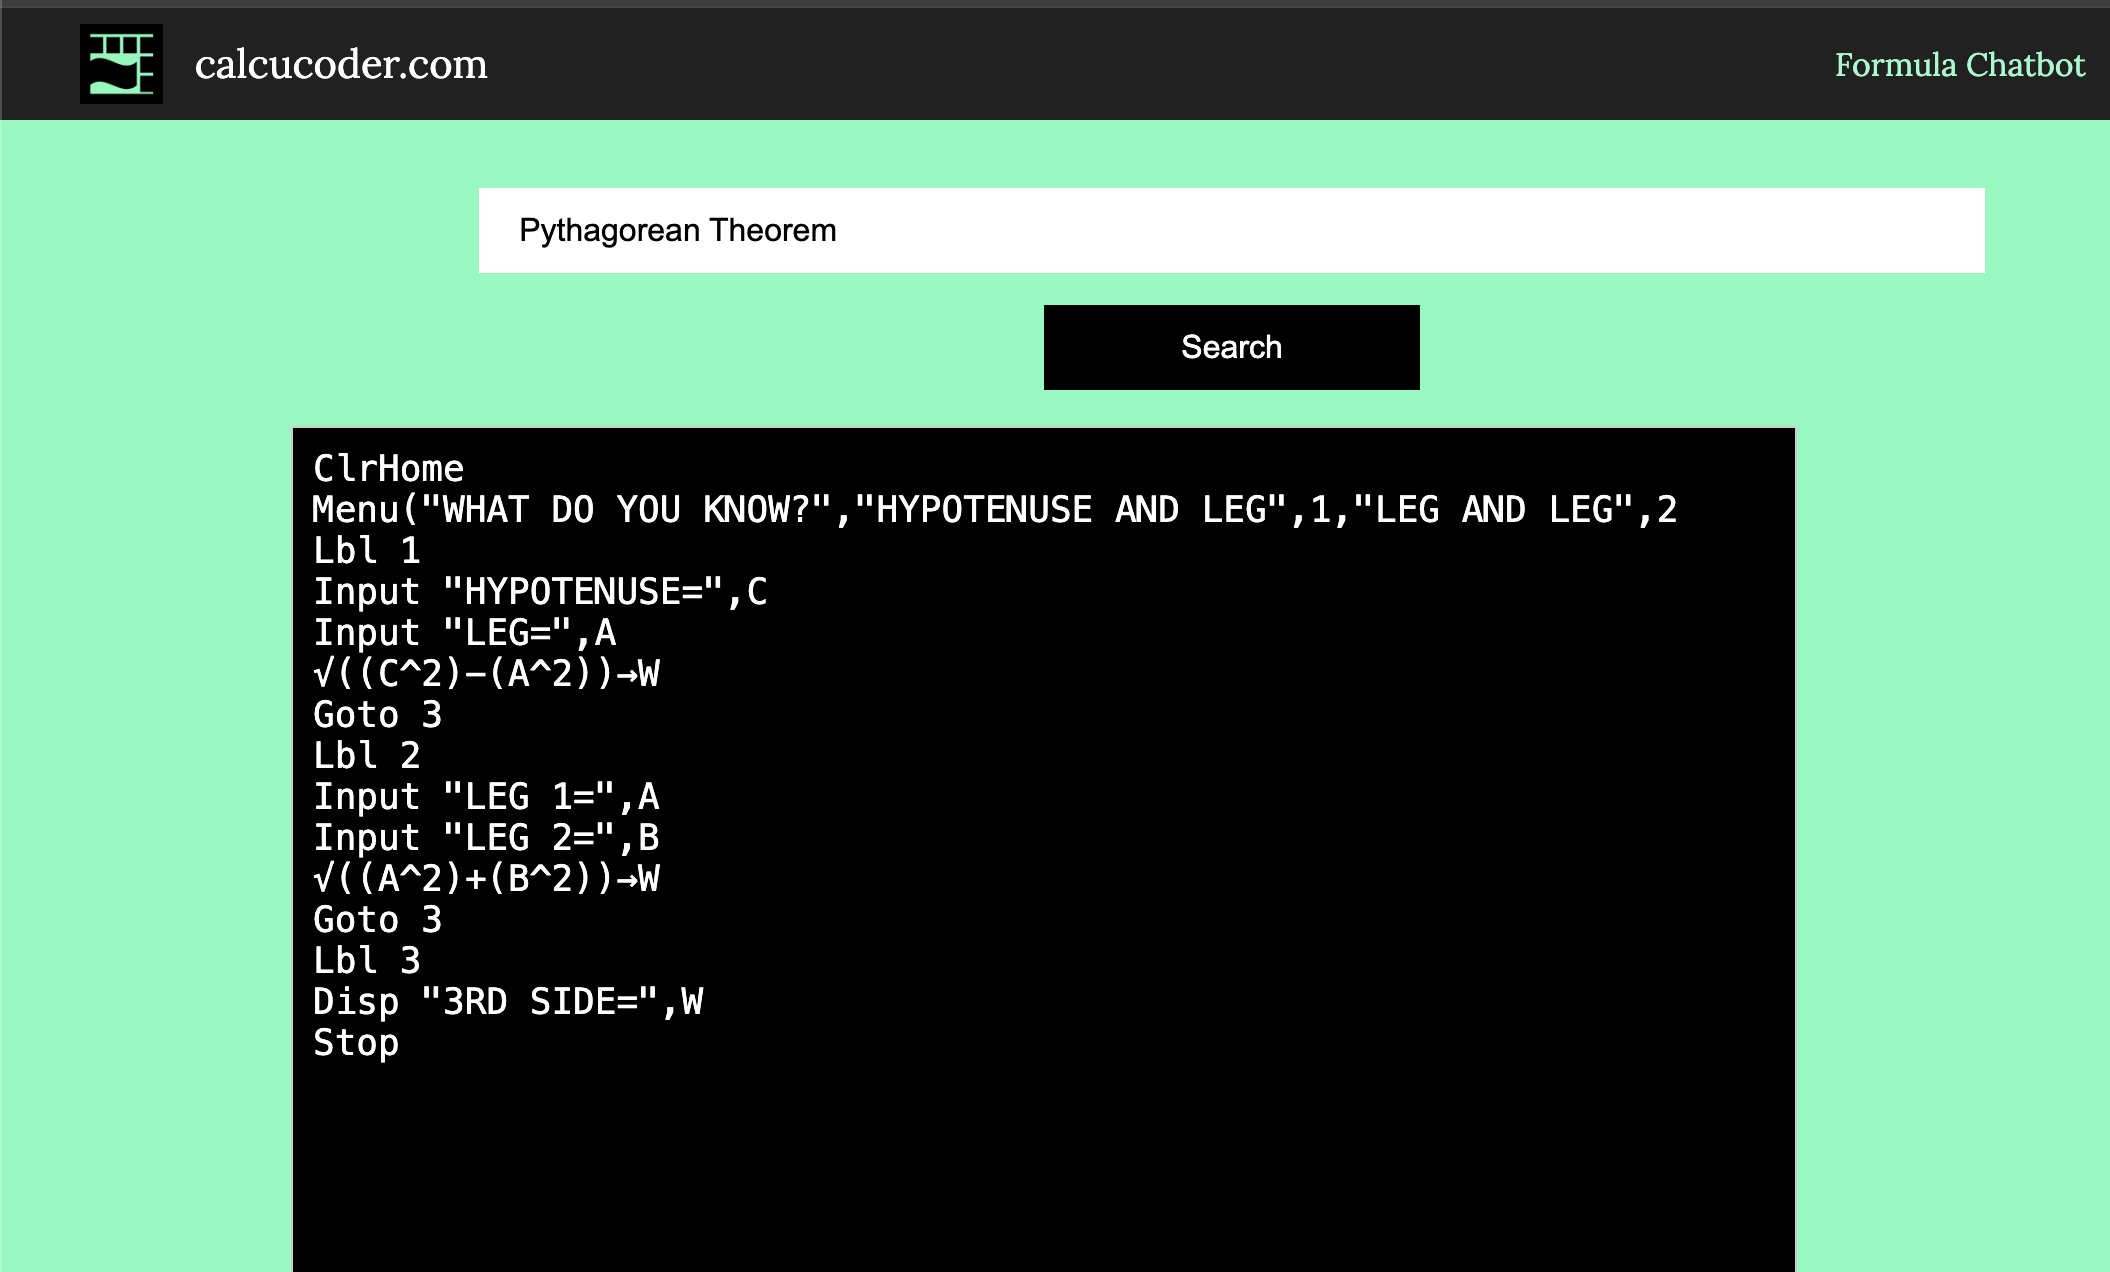 calcucoder.com
Formula Chatbot
Pythagorean Theorem
Search
ClrHome
Menu("WHAT DO YOU KNOW?","HYPOTENUSE AND LEG",1,"LEG AND LEG",2
Lbl 1
Input "HYPOTENUSE=",C
Input "LEG=",A
√((C^2)−(A^2))→W
Goto 3
Lbl 2
Input "LEG 1=",A
Input "LEG 2=",B
√((A^2)+(B^2))→W
Goto 3
Lbl 3
Disp "3RD SIDE=",W
Stop